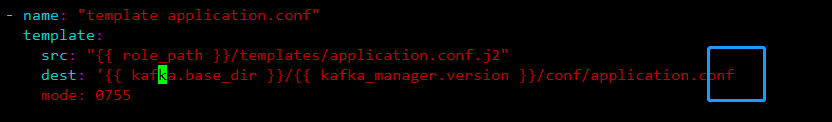 - name: "template application.conf"
template:
src: "{{ role_path }}/templates/application.conf.j2"
dest: '{{ kafka.base_dir }}/{{ kafka_manager.version }}/conf/application.conf
mode: 0755